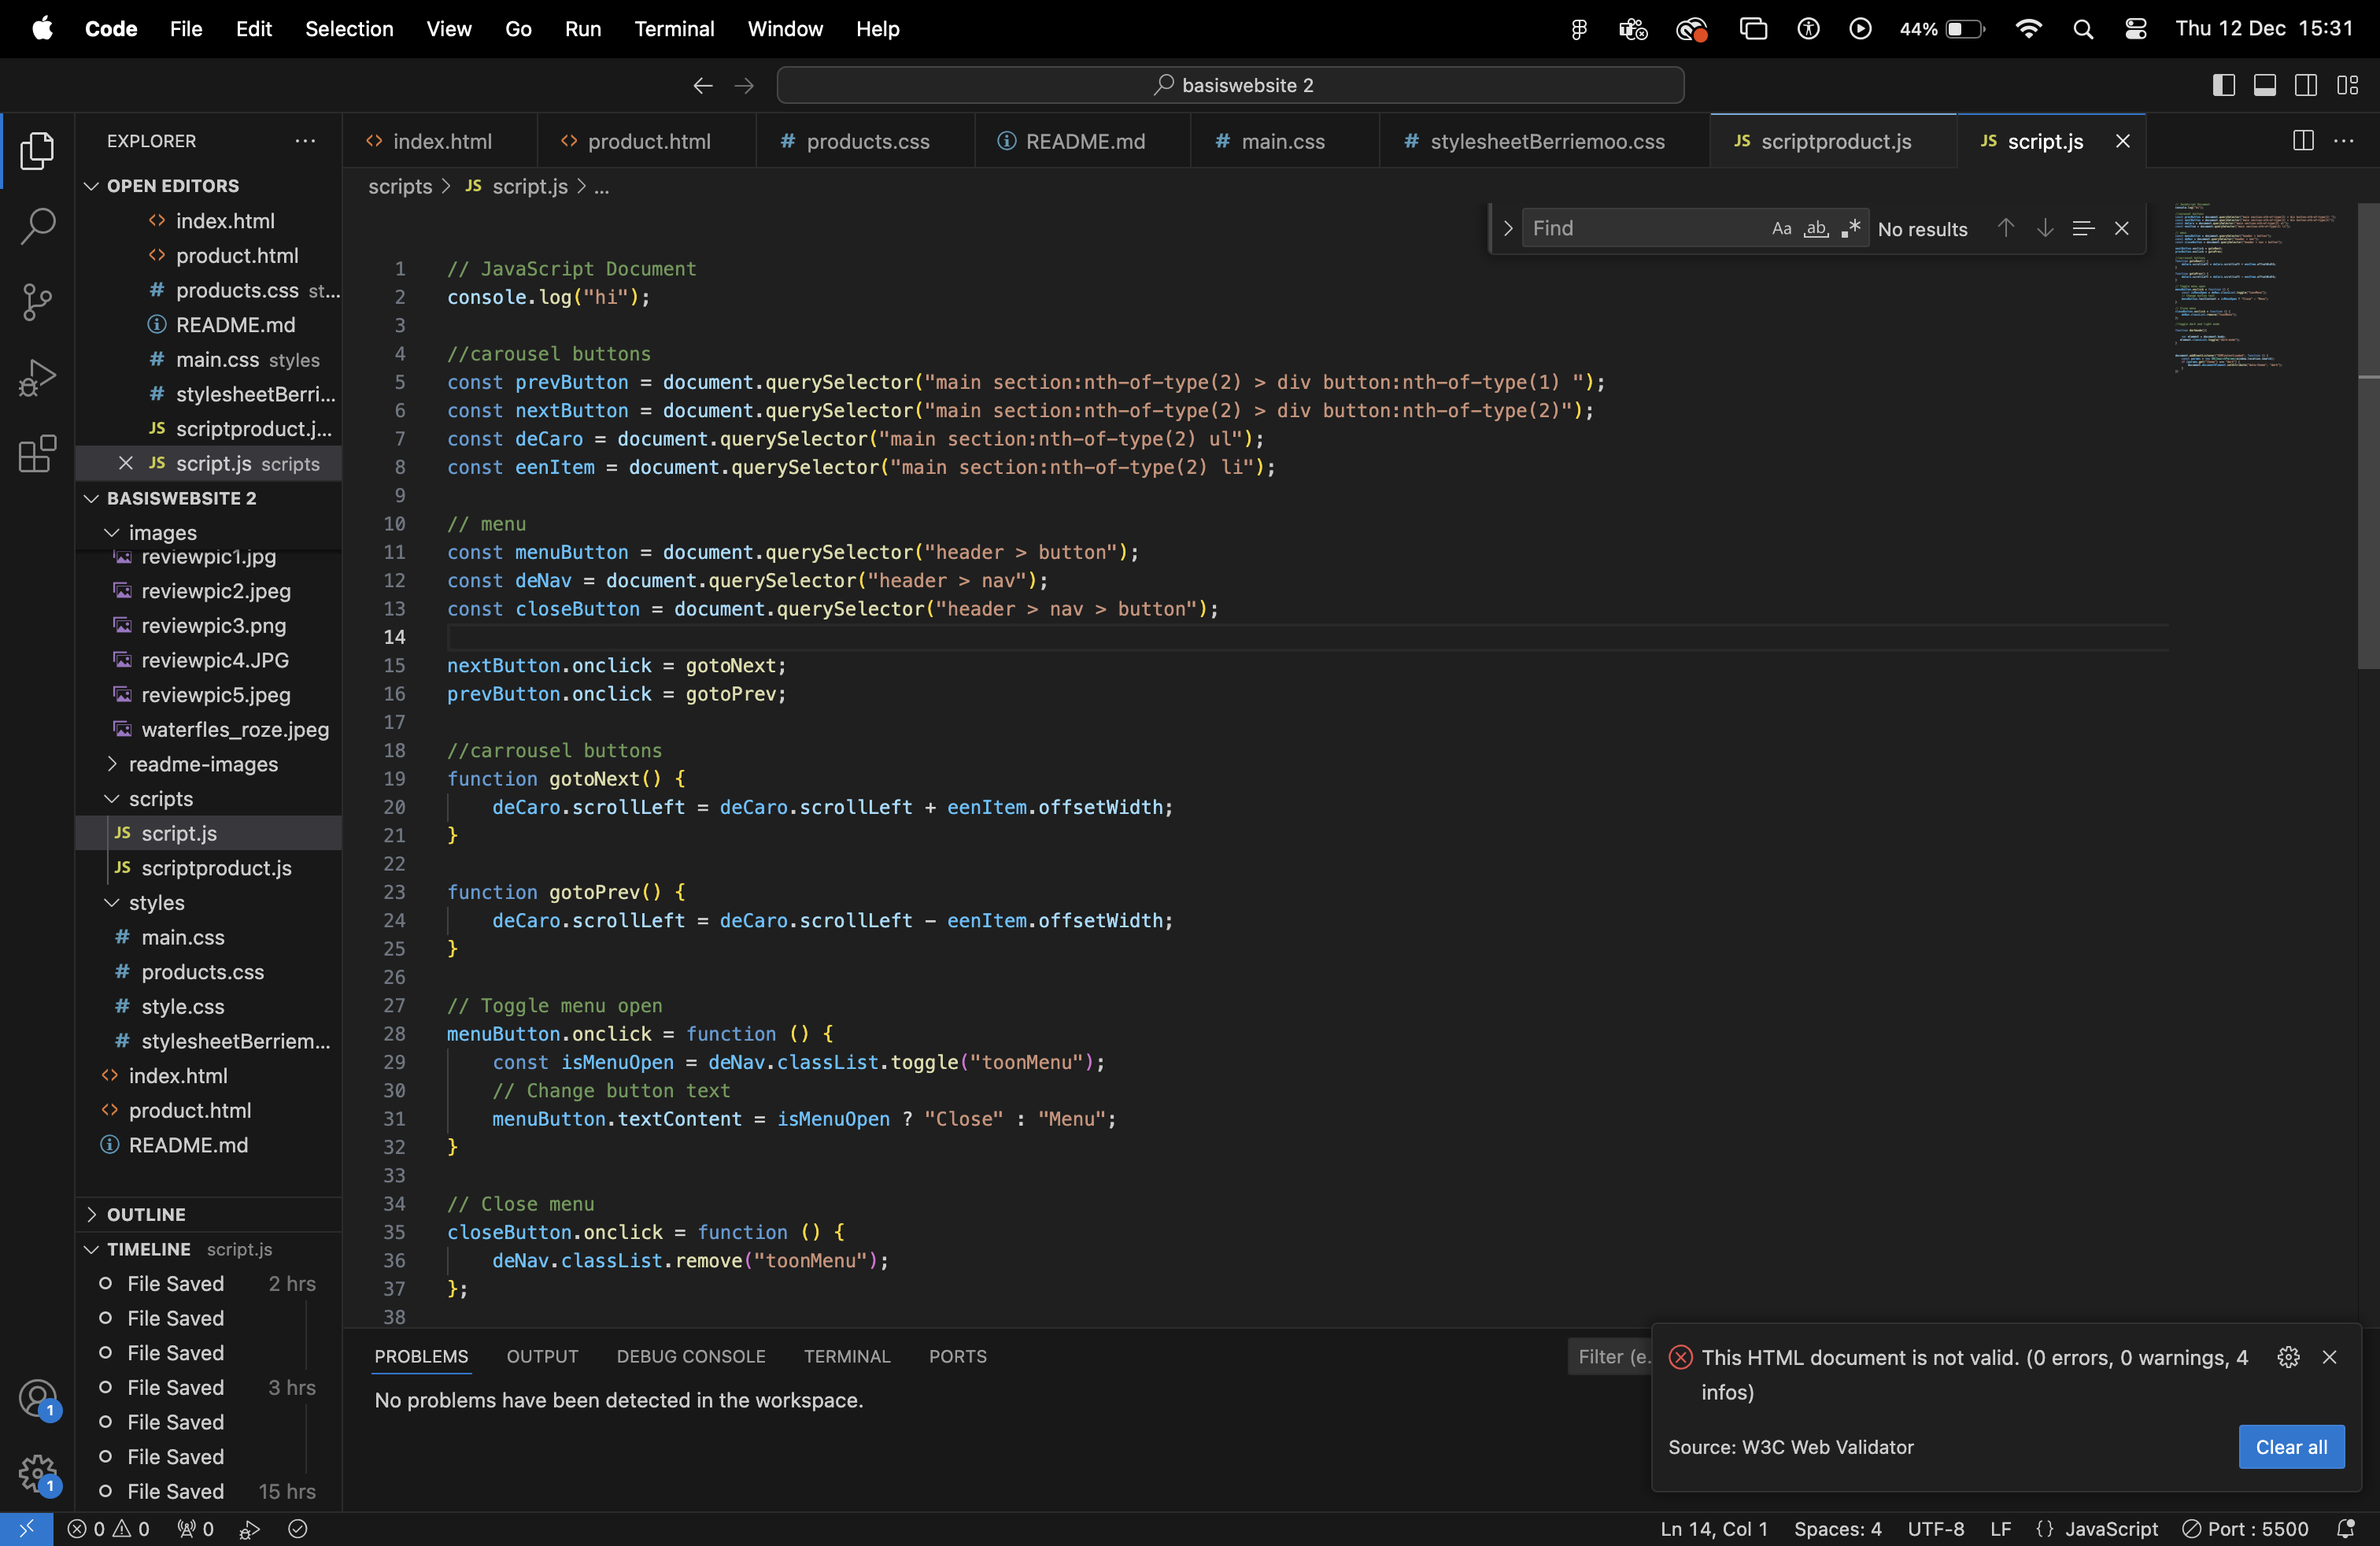 Code File Edit Selection View Go Run Terminal Window Help 44% Thu 12 Dec 15:31
basiswebsite 2
EXPLORER
OPEN EDITORS
index.html
product.html
products.css st...
README.md
main.css styles
stylesheetBerri...
scriptproduct.j...
script.js scripts
BASISWEBSITE 2
images
reviewpic1.jpg
reviewpic2.jpeg
reviewpic3.png
reviewpic4.JPG
reviewpic5.jpeg
waterfles_roze.jpeg
readme-images
scripts
JS script.js
JS scriptproduct.js
styles
# main.css
# products.css
# style.css
# stylesheetBerriem...
index.html
product.html
README.md
OUTLINE
TIMELINE script.js
File Saved 2 hrs
File Saved
File Saved
File Saved 3 hrs
File Saved
File Saved
File Saved 15 hrs
index.html product.html # products.css README.md # main.css # stylesheetBerriemoo.css JS scriptproduct.js JS script.js
scripts > JS script.js > ...
Find Aa ab No results
1 // JavaScript Document
2 console.log("hi");
3
4 //carousel buttons
5 const prevButton = document.querySelector("main section:nth-of-type(2) > div button:nth-of-type(1) ");
6 const nextButton = document.querySelector("main section:nth-of-type(2) > div button:nth-of-type(2)");
7 const deCaro = document.querySelector("main section:nth-of-type(2) ul");
8 const eenItem = document.querySelector("main section:nth-of-type(2) li");
9
10 // menu
11 const menuButton = document.querySelector("header > button");
12 const deNav = document.querySelector("header > nav");
13 const closeButton = document.querySelector("header > nav > button");
14
15 nextButton.onclick = gotoNext;
16 prevButton.onclick = gotoPrev;
17
18 //carrousel buttons
19 function gotoNext() {
20 deCaro.scrollLeft = deCaro.scrollLeft + eenItem.offsetWidth;
21 }
22
23 function gotoPrev() {
24 deCaro.scrollLeft = deCaro.scrollLeft - eenItem.offsetWidth;
25 }
26
27 // Toggle menu open
28 menuButton.onclick = function () {
29 const isMenuOpen = deNav.classList.toggle("toonMenu");
30 // Change button text
31 menuButton.textContent = isMenuOpen ? "Close" : "Menu";
32 }
33
34 // Close menu
35 closeButton.onclick = function () {
36 deNav.classList.remove("toonMenu");
37 };
38
PROBLEMS OUTPUT DEBUG CONSOLE TERMINAL PORTS Filter (e.
No problems have been detected in the workspace.
This HTML document is not valid. (0 errors, 0 warnings, 4
infos)
Source: W3C Web Validator Clear all
1
1
0 0 0 Ln 14, Col 1 Spaces: 4 UTF-8 LF {} JavaScript Port : 5500